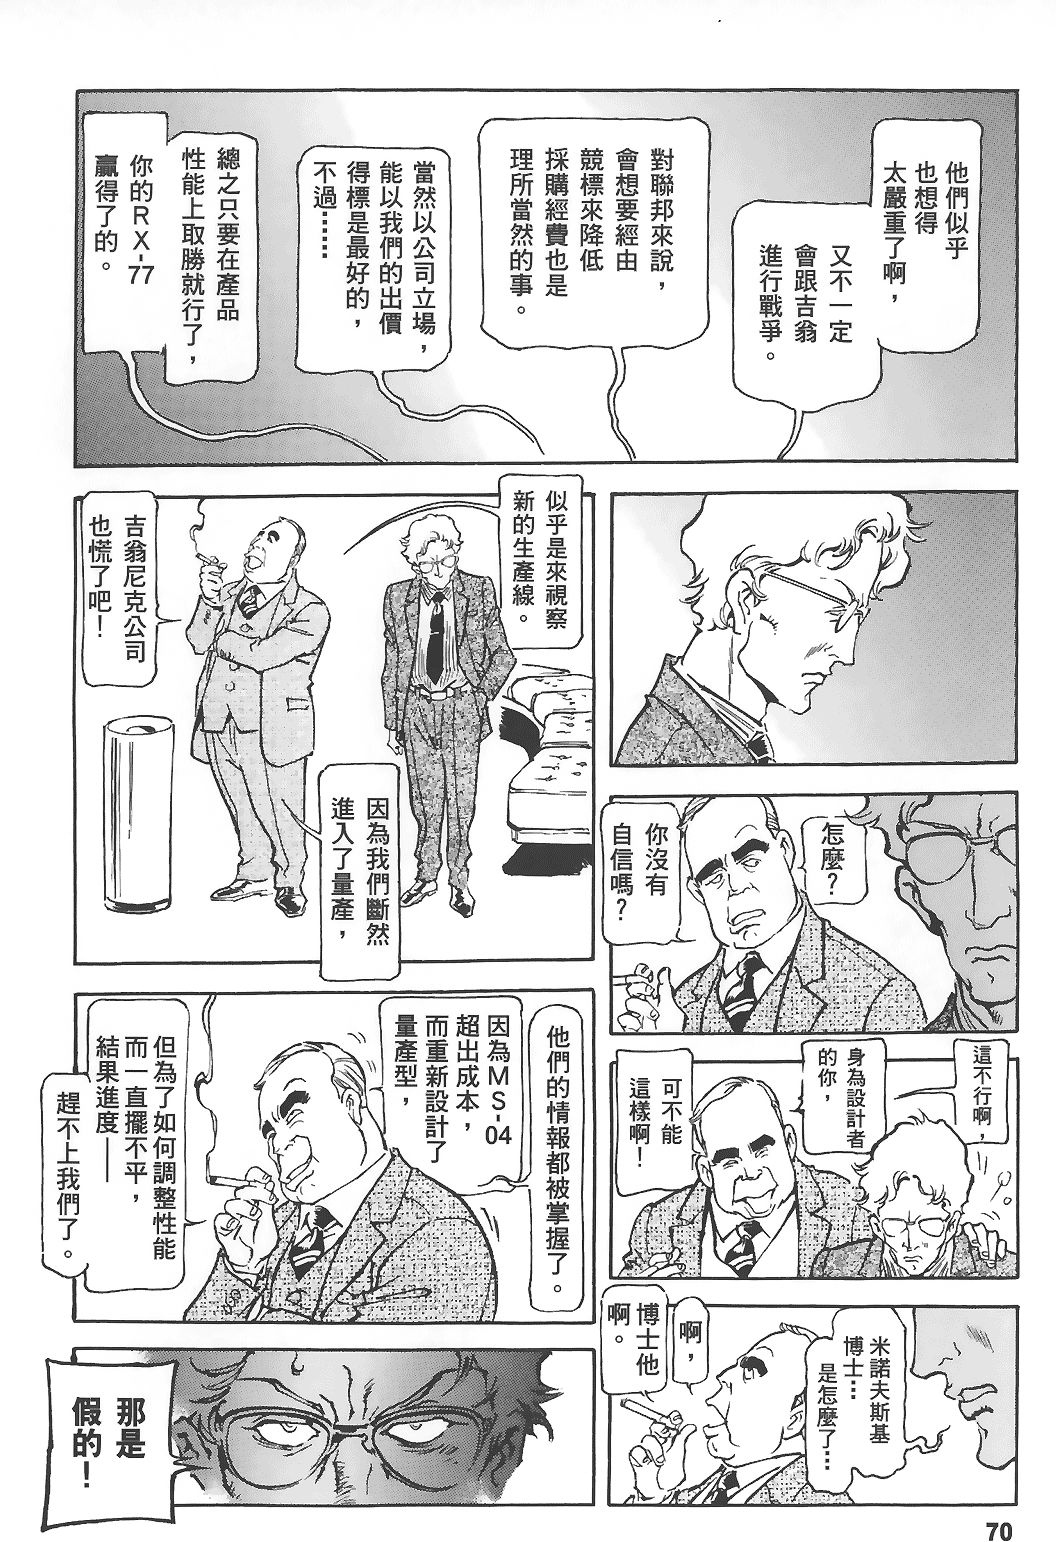 他們似乎
也想得
太嚴重了啊，
又不一定
會跟吉翁
進行戰爭。
對聯邦來說，
會想要經由
競標來降低
採購經費也是
理所當然的事。
當然以公司立場，
能以我們的出價
得標是最好的，
不過……
總之只要在產品
性能上取勝就行了，
你的RX-77
贏得了的。
怎麼？
你沒有
自信嗎？
這不行啊，
身為設計者
的你，
可不能
這樣啊！
米諾夫斯基
博士…
是怎麼了…
啊，
博士他
啊。
似乎是來視察
新的生產線。
吉翁尼克公司
也慌了吧！
因為我們斷然
進入了量產，
他們的情報都被掌握了。
因為MS-04
超出成本，
而重新設計了
量產型，
但為了如何調整性能
而一直擺不平，
結果進度——
趕不上我們了。
那是
假的！
70